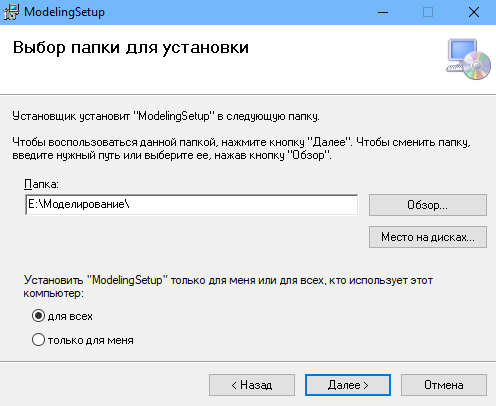 ModelingSetup
Выбор папки для установки
Установщик установит "ModelingSetup" в следующую папку.
Чтобы воспользоваться данной папкой, нажмите кнопку "Далее". Чтобы сменить папку,
введите нужный путь или выберите ее, нажав кнопку "Обзор".
Папка:
E:\Моделирование\
Обзор...
Место на дисках...
Установить "ModelingSetup" только для меня или для всех, кто использует этот
компьютер:
для всех
только для меня
< Назад
Далее >
Отмена